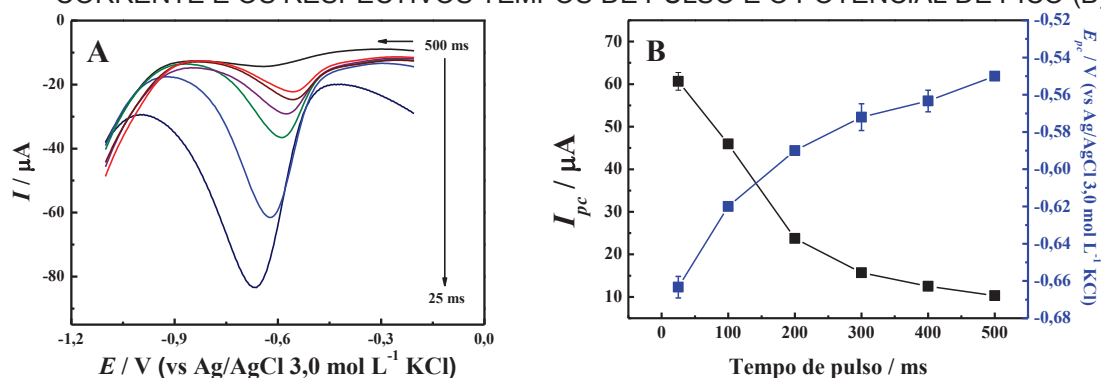 CORRENTE E OS RESPECTIVOS TEMPOS DE PULSO E O POTENCIAL DE PICO (B)
A
500 ms
25 ms
0
-20
-40
-60
-80
I / µA
-1,2 -0,9 -0,6 -0,3 0,0
E / V (vs Ag/AgCl 3,0 mol L⁻¹ KCl)
B
70
60
50
40
30
20
10
I pc / µA
0 100 200 300 400 500
Tempo de pulso / ms
-0,52
-0,54
-0,56
-0,58
-0,60
-0,62
-0,64
-0,66
-0,68
E pc / V (vs Ag/AgCl 3,0 mol L⁻¹ KCl)